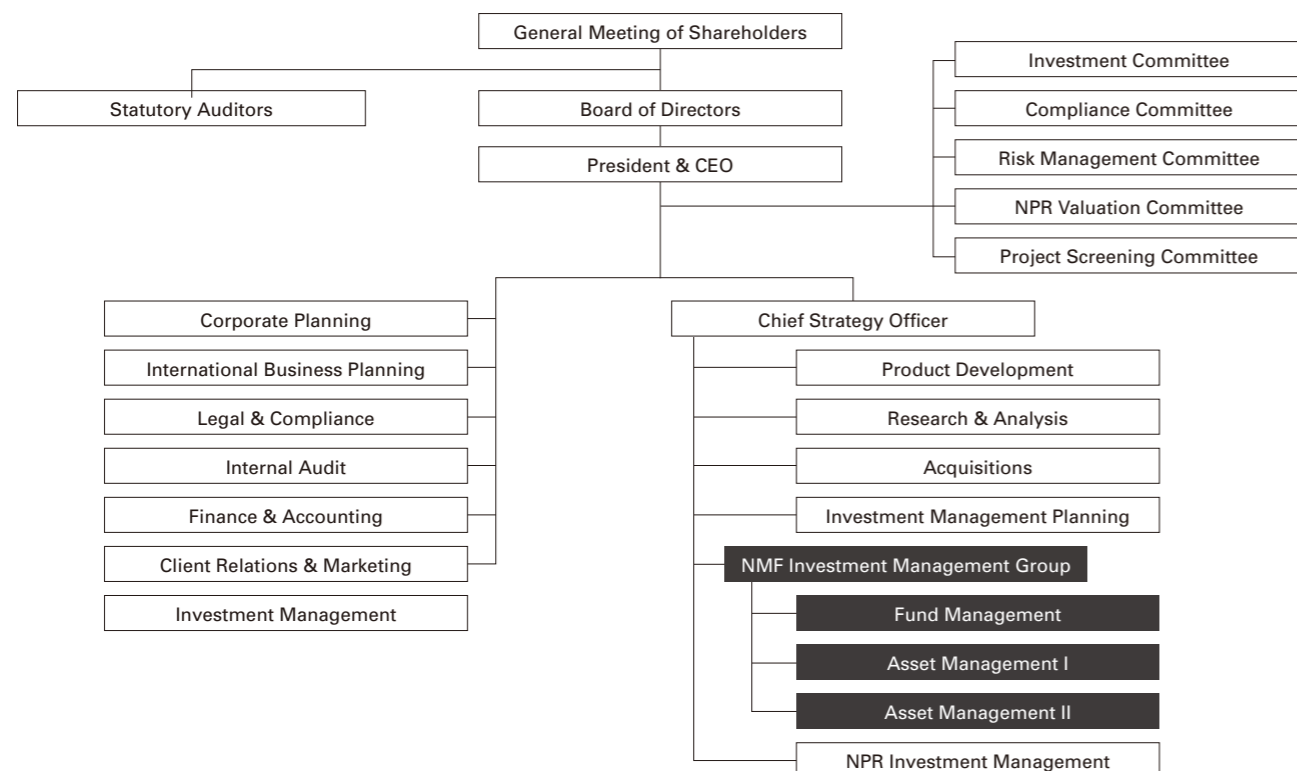 General Meeting of Shareholders
Statutory Auditors
Board of Directors
President & CEO
Investment Committee
Compliance Committee
Risk Management Committee
NPR Valuation Committee
Project Screening Committee
Corporate Planning
International Business Planning
Legal & Compliance
Internal Audit
Finance & Accounting
Client Relations & Marketing
Investment Management
Chief Strategy Officer
Product Development
Research & Analysis
Acquisitions
Investment Management Planning
NMF Investment Management Group
Fund Management
Asset Management I
Asset Management II
NPR Investment Management